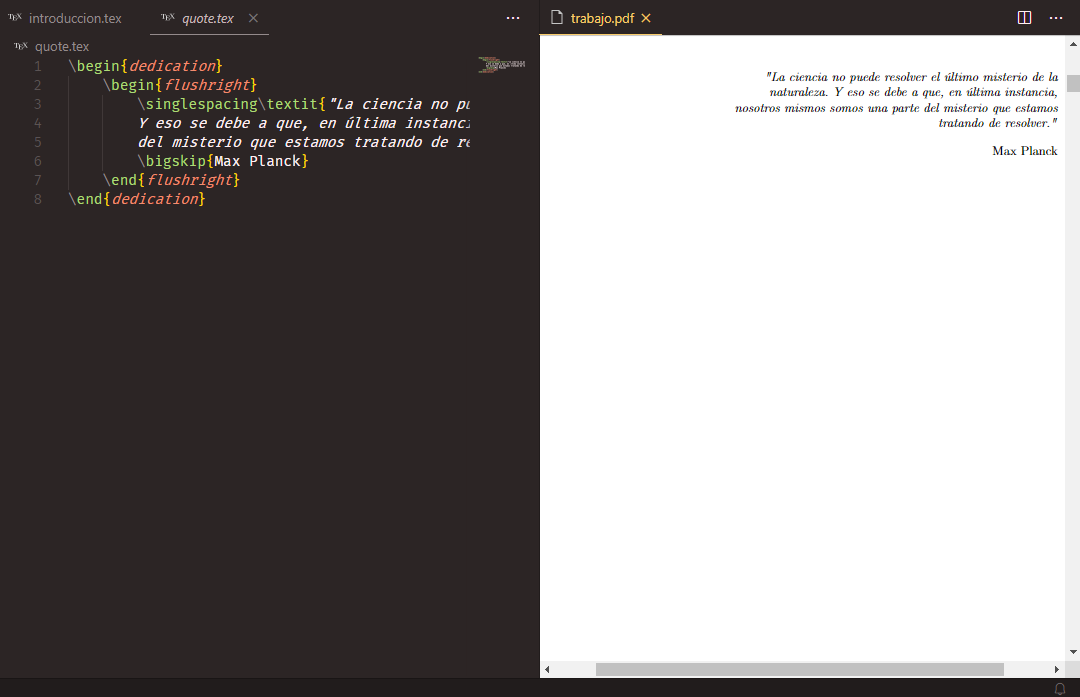 TEX introduccion.tex
TEX quote.tex
trabajo.pdf
TEX quote.tex
1 \begin{dedication}
2 \begin{flushright}
3 \singlespacing\textit{"La ciencia no pu
4 Y eso se debe a que, en última instanci
5 del misterio que estamos tratando de re
6 \bigskip{Max Planck}
7 \end{flushright}
8 \end{dedication}
"La ciencia no puede resolver el último misterio de la
naturaleza. Y eso se debe a que, en última instancia,
nosotros mismos somos una parte del misterio que estamos
tratando de resolver."
Max Planck